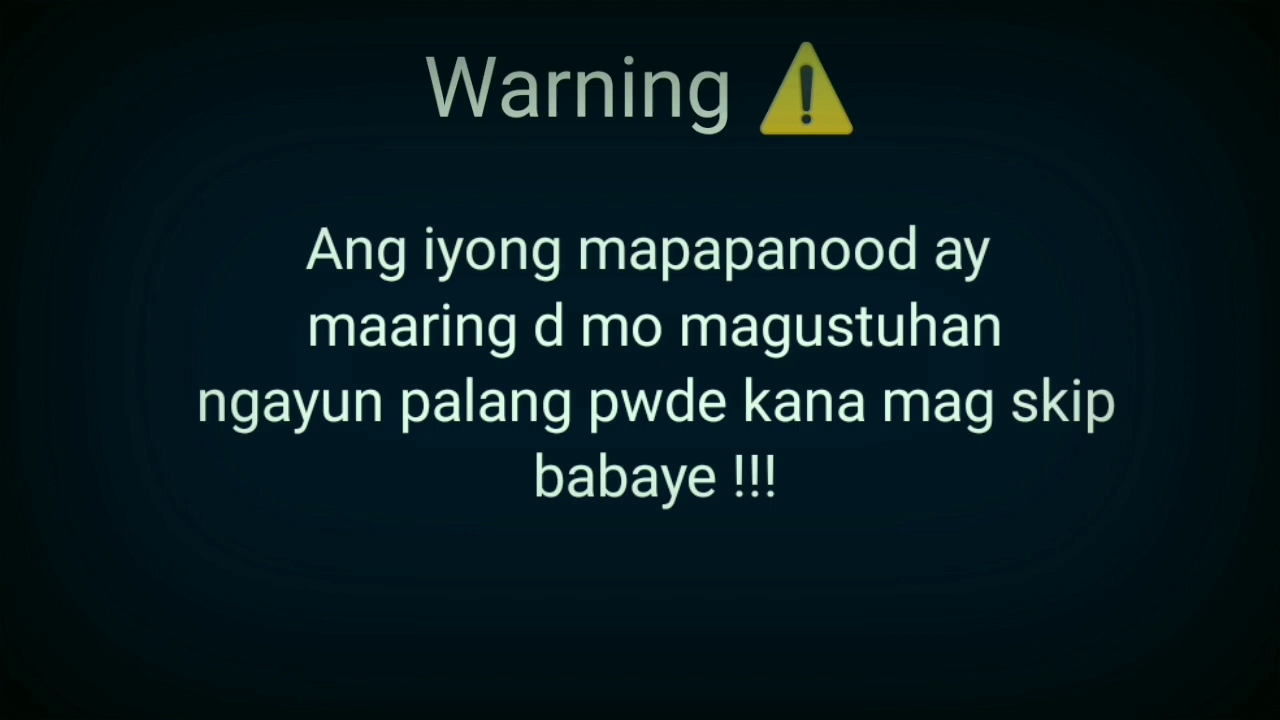 Warning ⚠️
Ang iyong mapapanood ay
maaring d mo magustuhan
ngayun palang pwde kana mag skip
babaye !!!